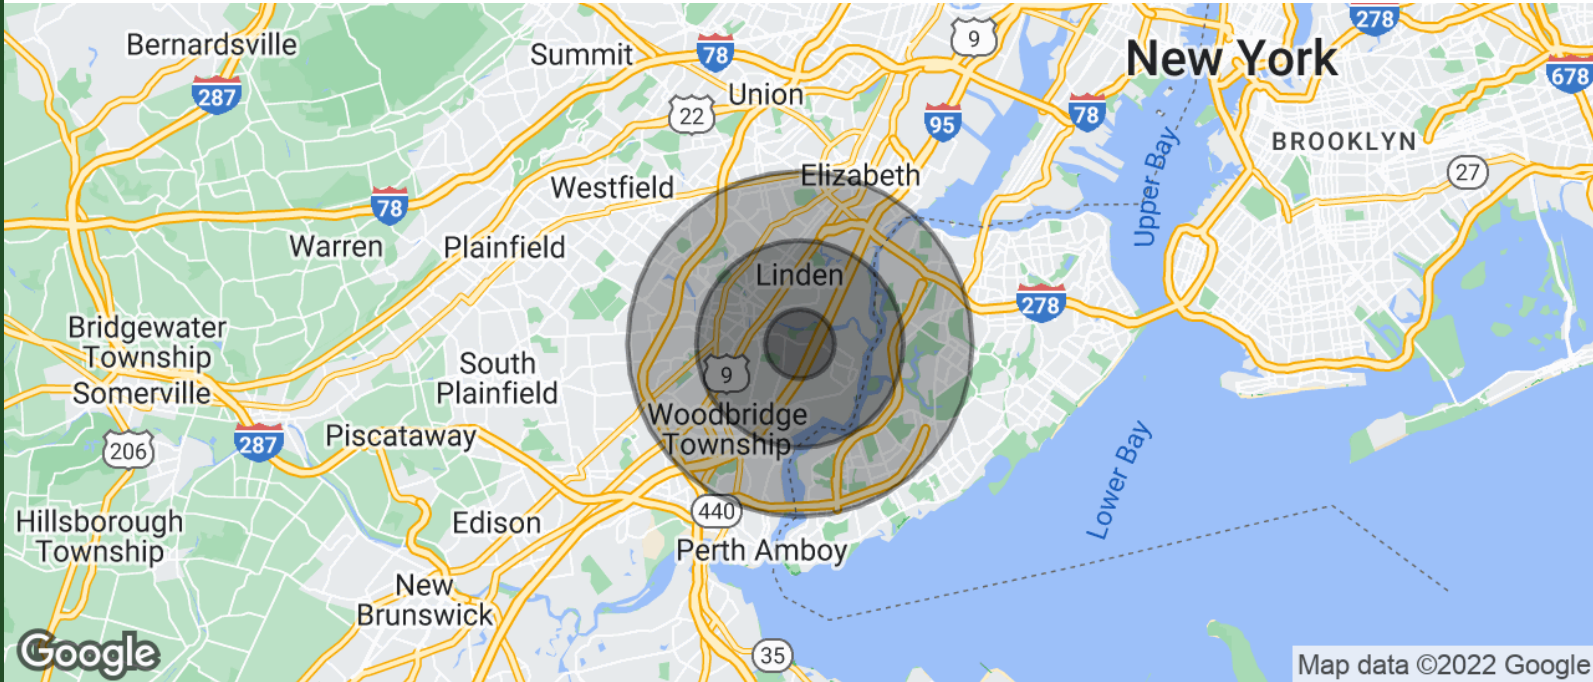 278
9
Bernardsville
Summit
78
New York
678
287
Union
22
95
78
BROOKLYN
27
Elizabeth
Westfield
78
Upper Bay
Warren
Plainfield
Linden
278
Bridgewater
Township
Somerville
South
Plainfield
9
Woodbridge
Township
206
287
Piscataway
Lower Bay
440
Hillsborough
Township
Edison
Perth Amboy
New
Brunswick
35
Google
Map data ©2022 Google